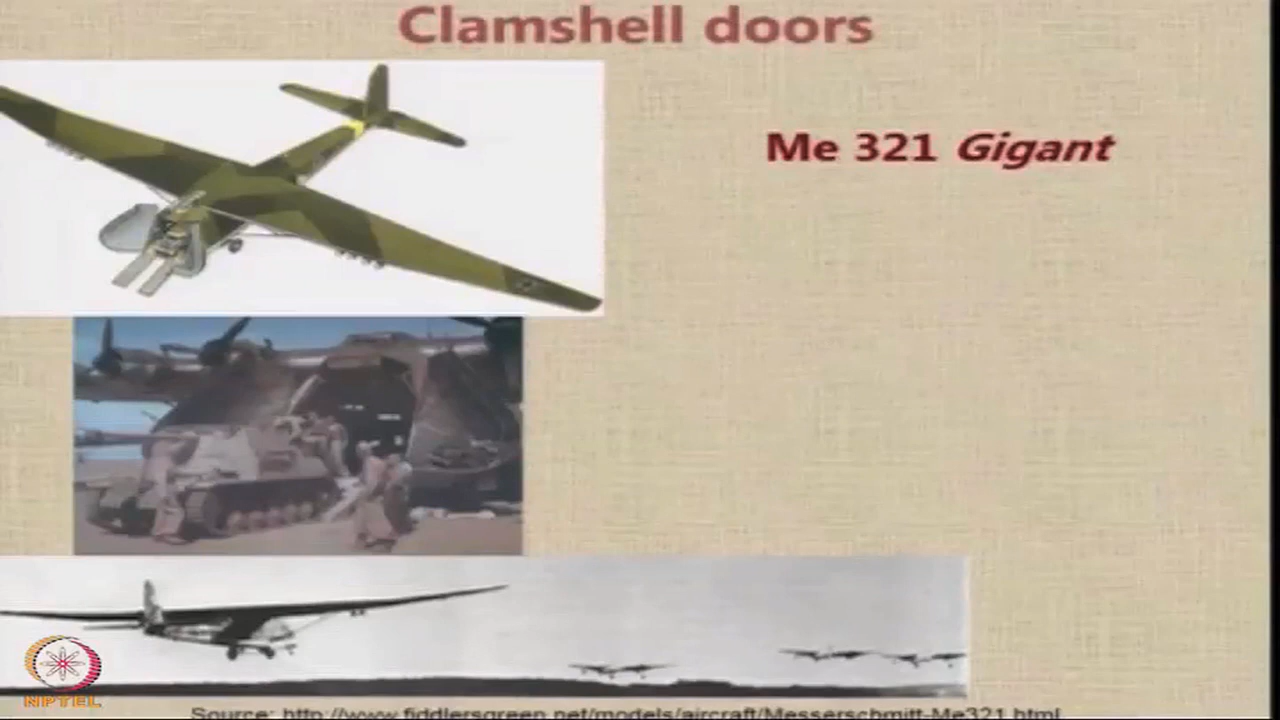 Clamshell doors
Me 321 Gigant
NPTEL
Source: http://www.fiddlersgreen.net/models/aircraft/Messerschmitt-Me321.html